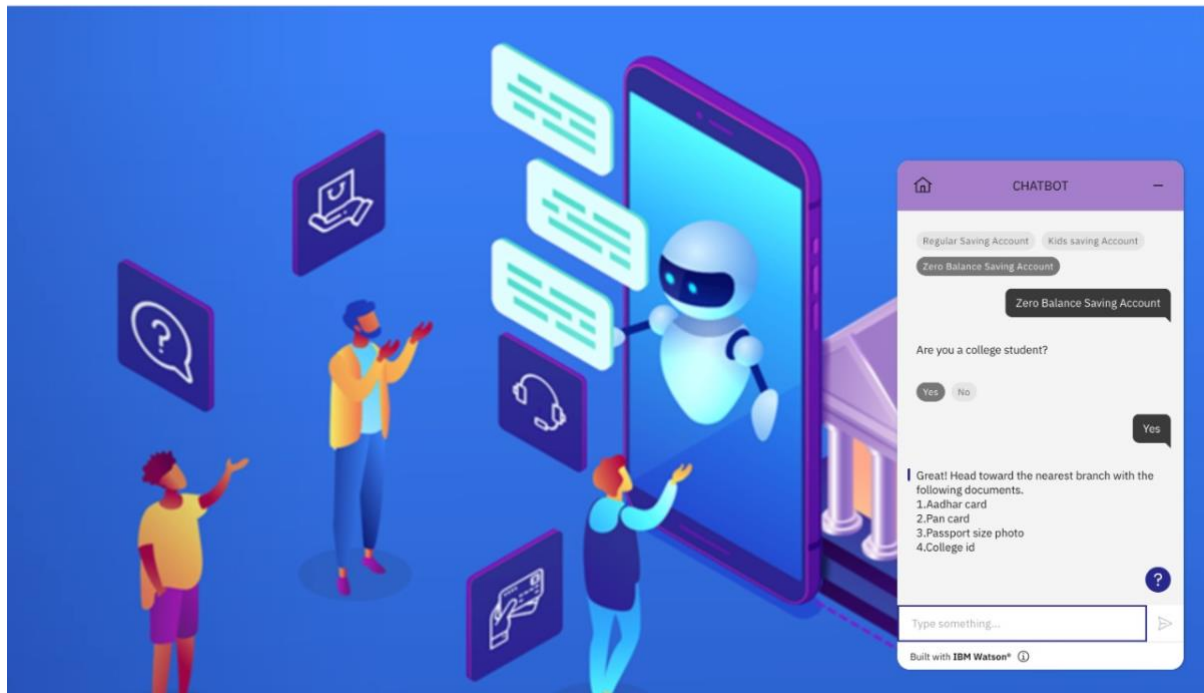 CHATBOT
Regular Saving Account Kids saving Account
Zero Balance Saving Account
Zero Balance Saving Account
Are you a college student?
Yes No
Yes
Great! Head toward the nearest branch with the
following documents.
1.Aadhar card
2.Pan card
3.Passport size photo
4.College id
?
Type something...
Built with IBM Watson®
?